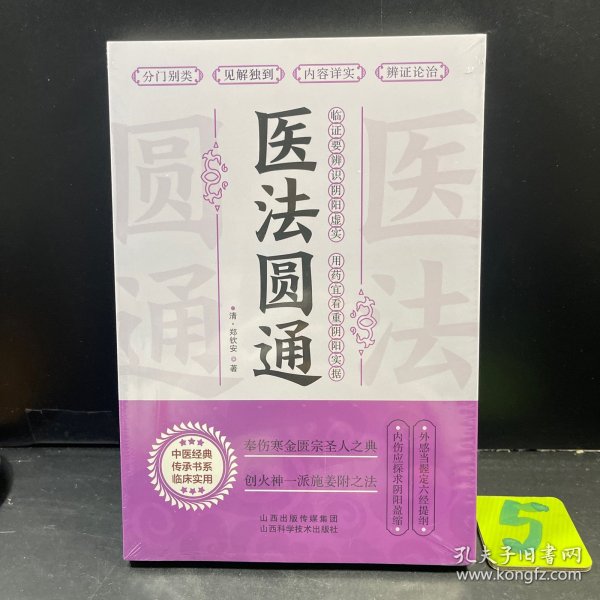 分门别类
见解独到
内容详实
辨证论治
医法圆通
临证要辨识阴阳虚实
用药宜看重阴阳实据
清·郑钦安 著
圆通
医法
奉伤寒金匮宗圣人之典
创火神一派施姜附之法
外感当握定六经提纲
内伤应探求阴阳盈缩
中医经典
传承书系
临床实用
山西出版传媒集团
山西科学技术出版社
5
孔夫子旧书网
www.kongfz.com